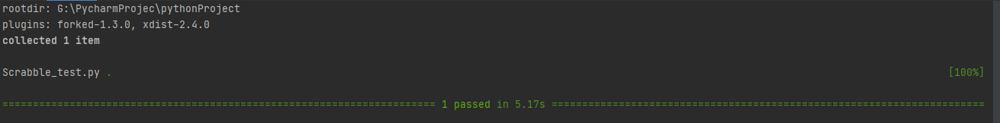 rootdir: G:\PycharmProjec\pythonProject
plugins: forked-1.3.0, xdist-2.4.0
collected 1 item
Scrabble_test.py . [100%]
======================================================================= 1 passed in 5.17s =======================================================================